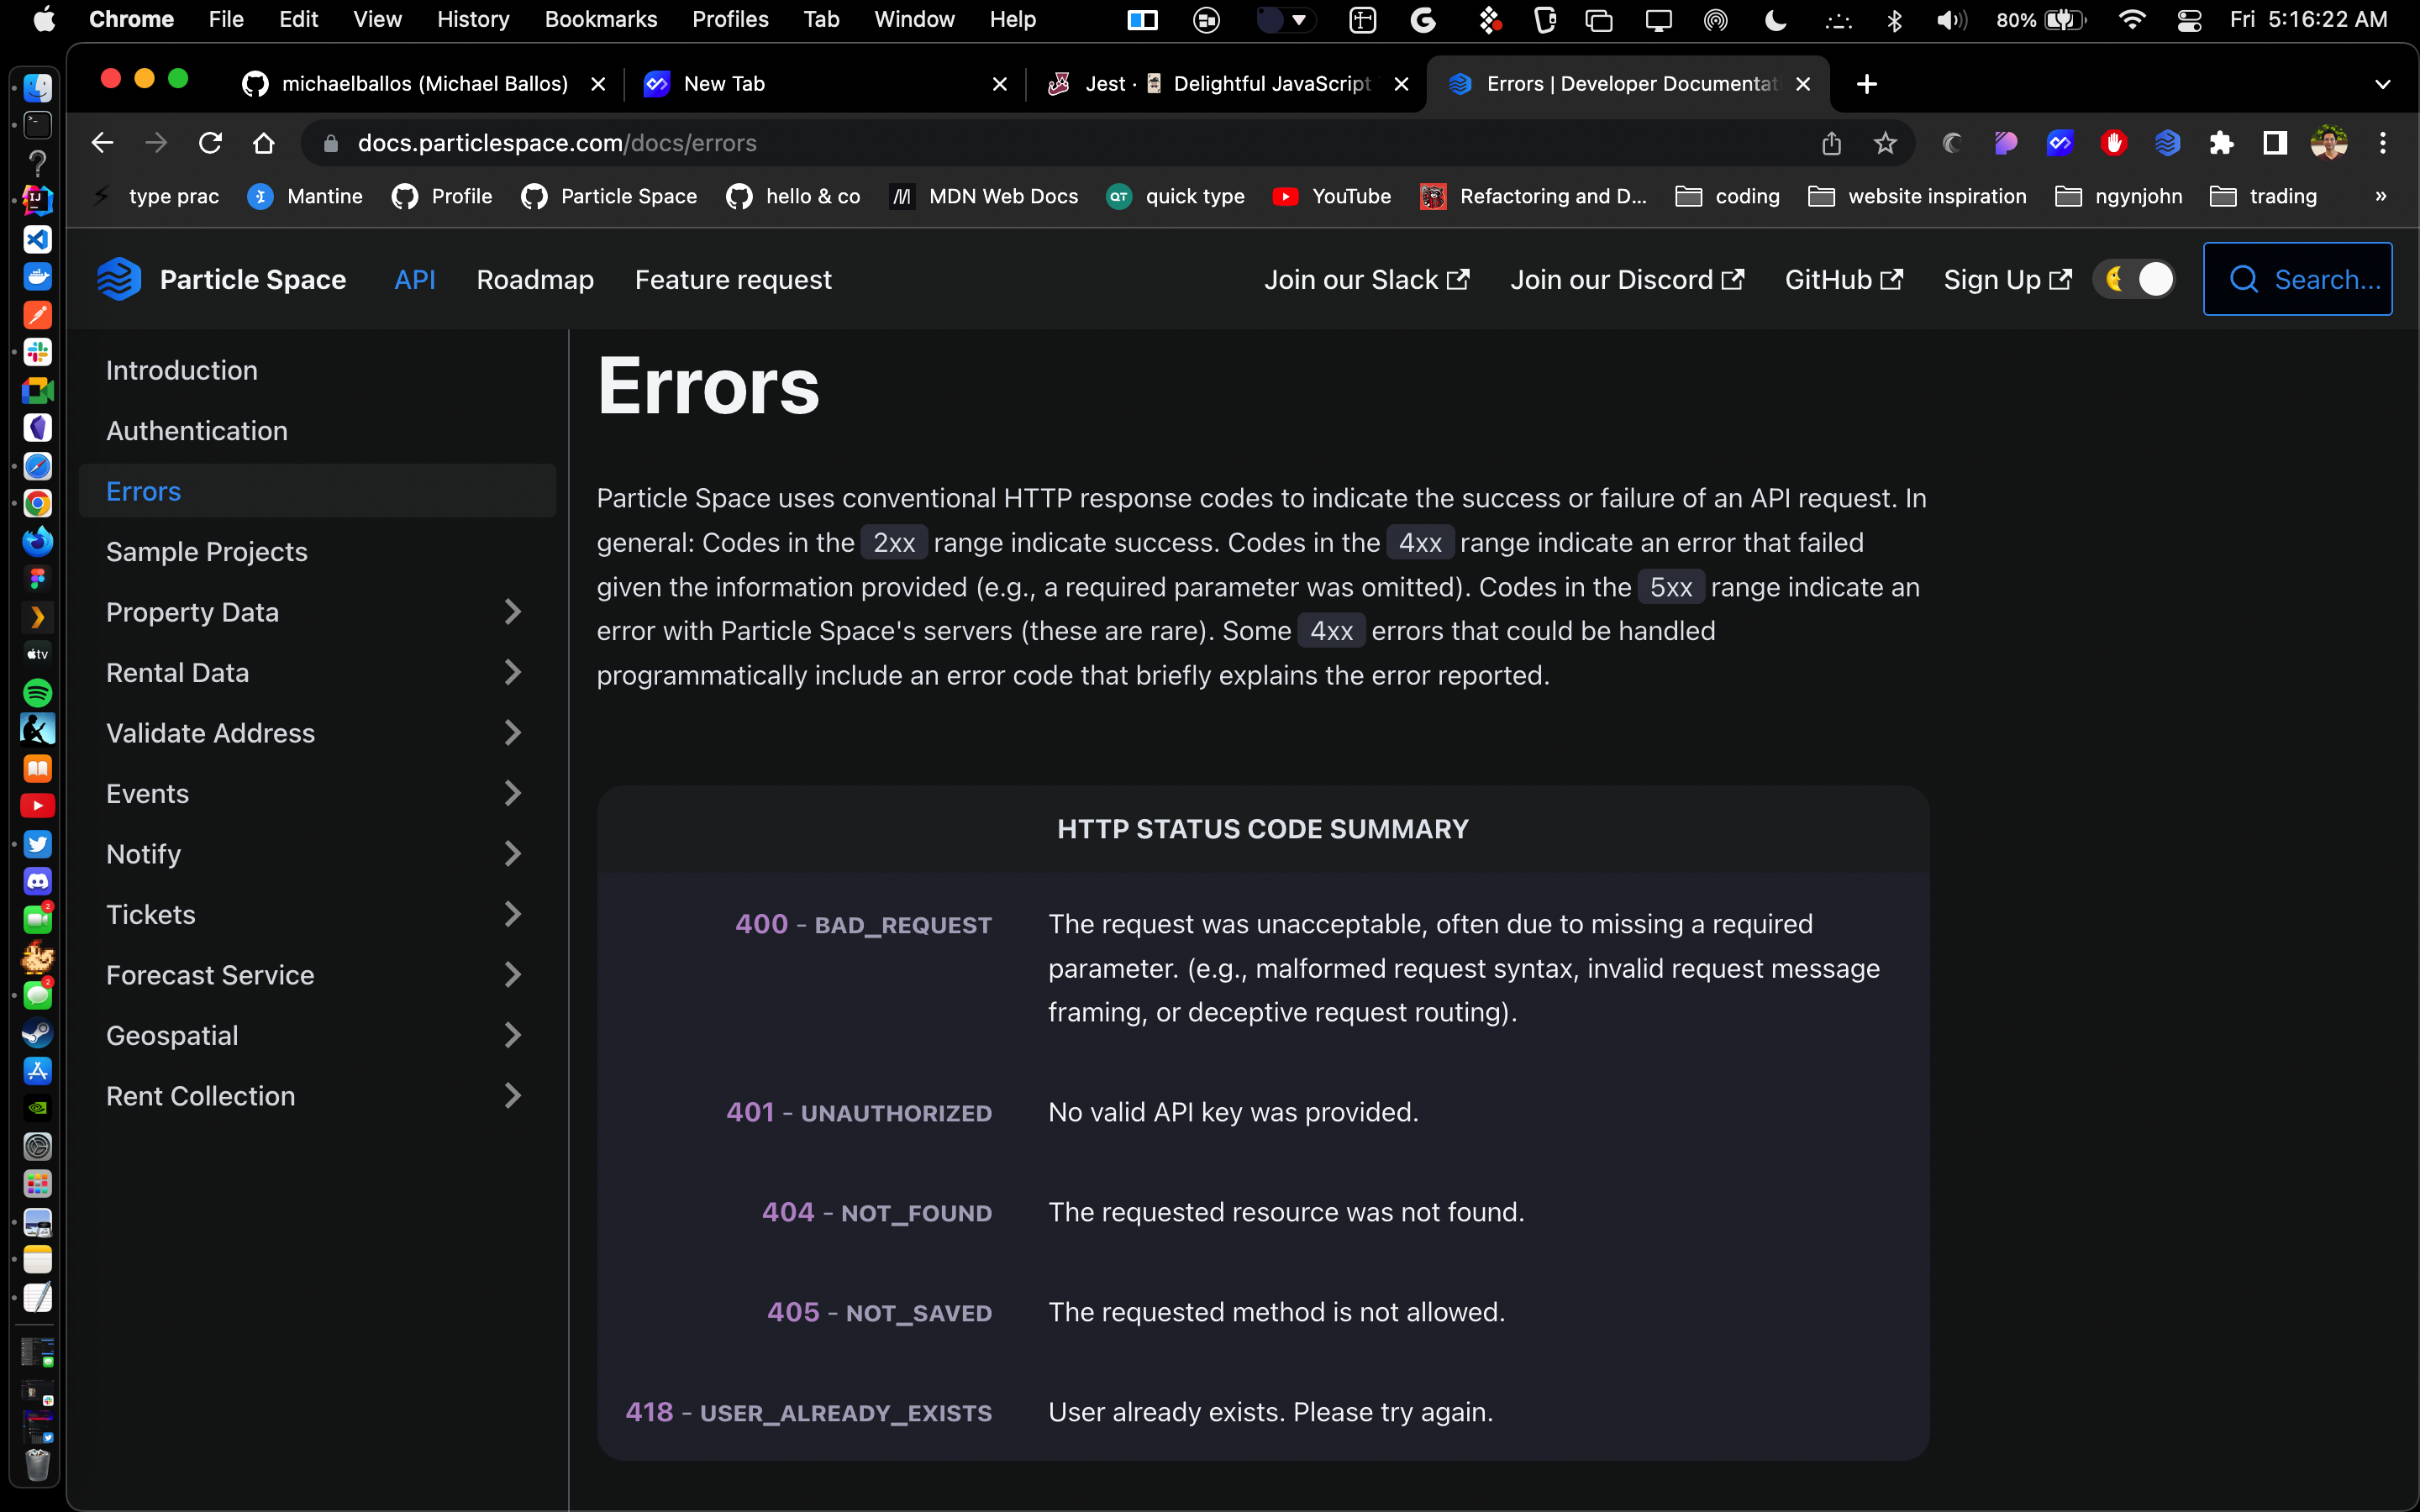 Chrome File Edit View History Bookmarks Profiles Tab Window Help 80% Fri 5:16:22 AM
michaelballos (Michael Ballos) New Tab Jest · Delightful JavaScript Errors | Developer Documentati
docs.particlespace.com/docs/errors
type prac Mantine Profile Particle Space hello & co MDN Web Docs QT quick type YouTube Refactoring and D... coding website inspiration ngynjohn trading »
Particle Space API Roadmap Feature request Join our Slack Join our Discord GitHub Sign Up Search...
Introduction
Authentication
Errors
Sample Projects
Property Data
Rental Data
Validate Address
Events
Notify
Tickets
Forecast Service
Geospatial
Rent Collection
Errors
Particle Space uses conventional HTTP response codes to indicate the success or failure of an API request. In
general: Codes in the 2xx range indicate success. Codes in the 4xx range indicate an error that failed
given the information provided (e.g., a required parameter was omitted). Codes in the 5xx range indicate an
error with Particle Space's servers (these are rare). Some 4xx errors that could be handled
programmatically include an error code that briefly explains the error reported.
HTTP STATUS CODE SUMMARY
400 - BAD_REQUEST The request was unacceptable, often due to missing a required
parameter. (e.g., malformed request syntax, invalid request message
framing, or deceptive request routing).
401 - UNAUTHORIZED No valid API key was provided.
404 - NOT_FOUND The requested resource was not found.
405 - NOT_SAVED The requested method is not allowed.
418 - USER_ALREADY_EXISTS User already exists. Please try again.